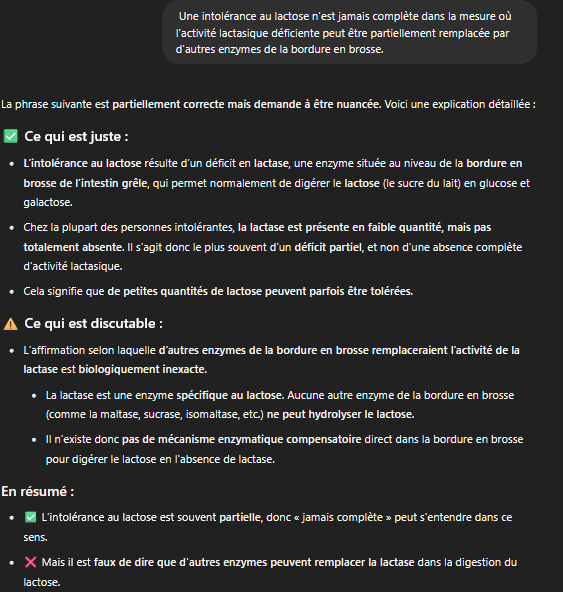 Une intolérance au lactose n'est jamais complète dans la mesure où
l'activité lactasique déficiente peut être partiellement remplacée par
d'autres enzymes de la bordure en brosse.
La phrase suivante est partiellement correcte mais demande à être nuancée. Voici une explication détaillée :
✅ Ce qui est juste :
• L'intolérance au lactose résulte d'un déficit en lactase, une enzyme située au niveau de la bordure en
brosse de l'intestin grêle, qui permet normalement de digérer le lactose (le sucre du lait) en glucose et
galactose.
• Chez la plupart des personnes intolérantes, la lactase est présente en faible quantité, mais pas
totalement absente. Il s'agit donc le plus souvent d'un déficit partiel, et non d'une absence complète
d'activité lactasique.
• Cela signifie que de petites quantités de lactose peuvent parfois être tolérées.
⚠️ Ce qui est discutable :
• L'affirmation selon laquelle d'autres enzymes de la bordure en brosse remplaceraient l'activité de la
lactase est biologiquement inexacte.
• La lactase est une enzyme spécifique au lactose. Aucune autre enzyme de la bordure en brosse
(comme la maltase, sucrase, isomaltase, etc.) ne peut hydrolyser le lactose.
• Il n'existe donc pas de mécanisme enzymatique compensatoire direct dans la bordure en brosse
pour digérer le lactose en l'absence de lactase.
En résumé :
• ✅ L'intolérance au lactose est souvent partielle, donc « jamais complète » peut s'entendre dans ce
sens.
• ❌ Mais il est faux de dire que d'autres enzymes peuvent remplacer la lactase dans la digestion du
lactose.